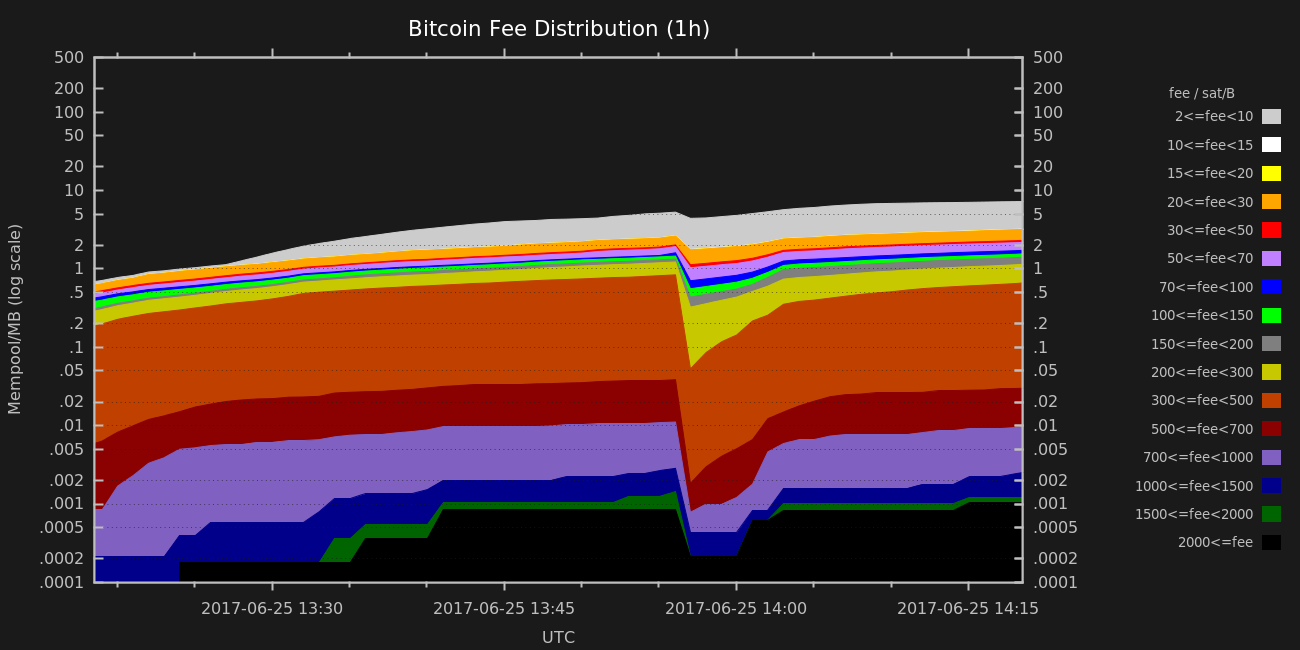 Bitcoin Fee Distribution (1h)
500
200
100
50
20
10
5
2
1
.5
.2
.1
.05
.02
.01
.005
.002
.001
.0005
.0002
.0001
Mempool/MB (log scale)
500
200
100
50
20
10
5
2
1
.5
.2
.1
.05
.02
.01
.005
.002
.001
.0005
.0002
.0001
2017-06-25 13:30
2017-06-25 13:45
2017-06-25 14:00
2017-06-25 14:15
UTC
fee / sat/B
2<=fee<10
10<=fee<15
15<=fee<20
20<=fee<30
30<=fee<50
50<=fee<70
70<=fee<100
100<=fee<150
150<=fee<200
200<=fee<300
300<=fee<500
500<=fee<700
700<=fee<1000
1000<=fee<1500
1500<=fee<2000
2000<=fee